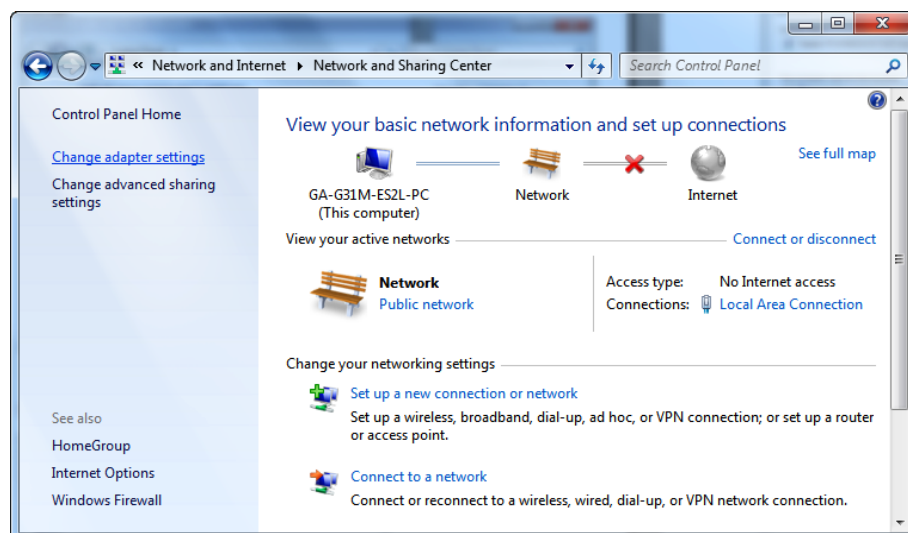 « Network and Internet ▸ Network and Sharing Center
Search Control Panel
Control Panel Home
Change adapter settings
Change advanced sharing
settings
See also
HomeGroup
Internet Options
Windows Firewall
View your basic network information and set up connections
See full map
GA-G31M-ES2L-PC
(This computer)
Network
Internet
View your active networks
Connect or disconnect
Network
Public network
Access type: No Internet access
Connections: Local Area Connection
Change your networking settings
Set up a new connection or network
Set up a wireless, broadband, dial-up, ad hoc, or VPN connection; or set up a router
or access point.
Connect to a network
Connect or reconnect to a wireless, wired, dial-up, or VPN network connection.